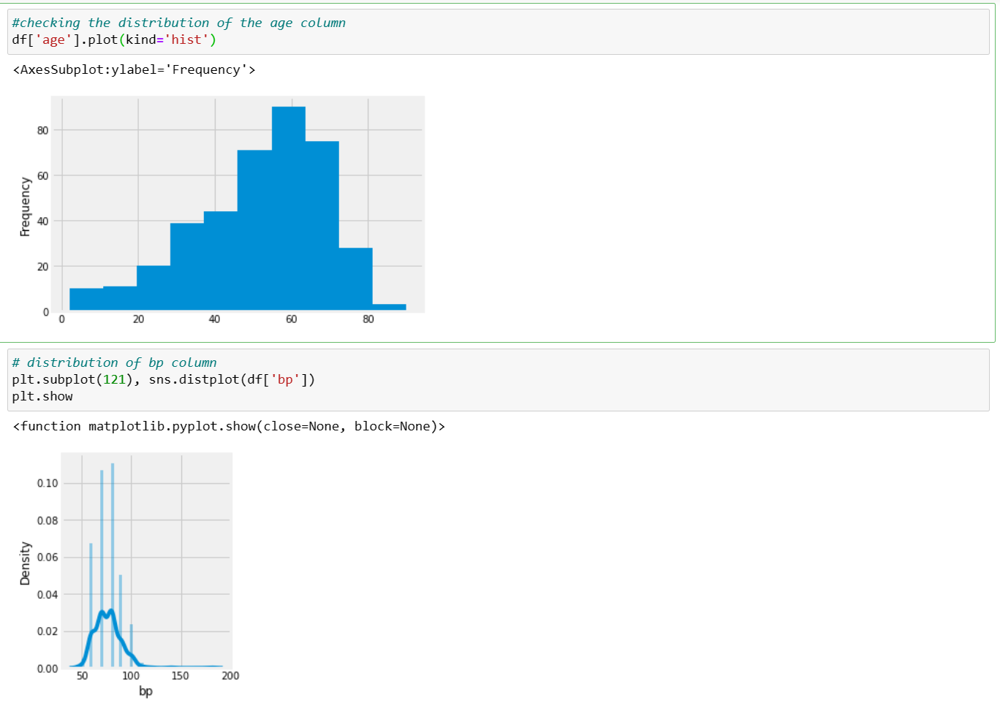 #checking the distribution of the age column
df['age'].plot(kind='hist')
<AxesSubplot:ylabel='Frequency'>
80
60
40
20
0
Frequency
0 20 40 60 80
# distribution of bp column
plt.subplot(121), sns.distplot(df['bp'])
plt.show
<function matplotlib.pyplot.show(close=None, block=None)>
0.10
0.08
0.06
0.04
0.02
0.00
Density
50 100 150 200
bp